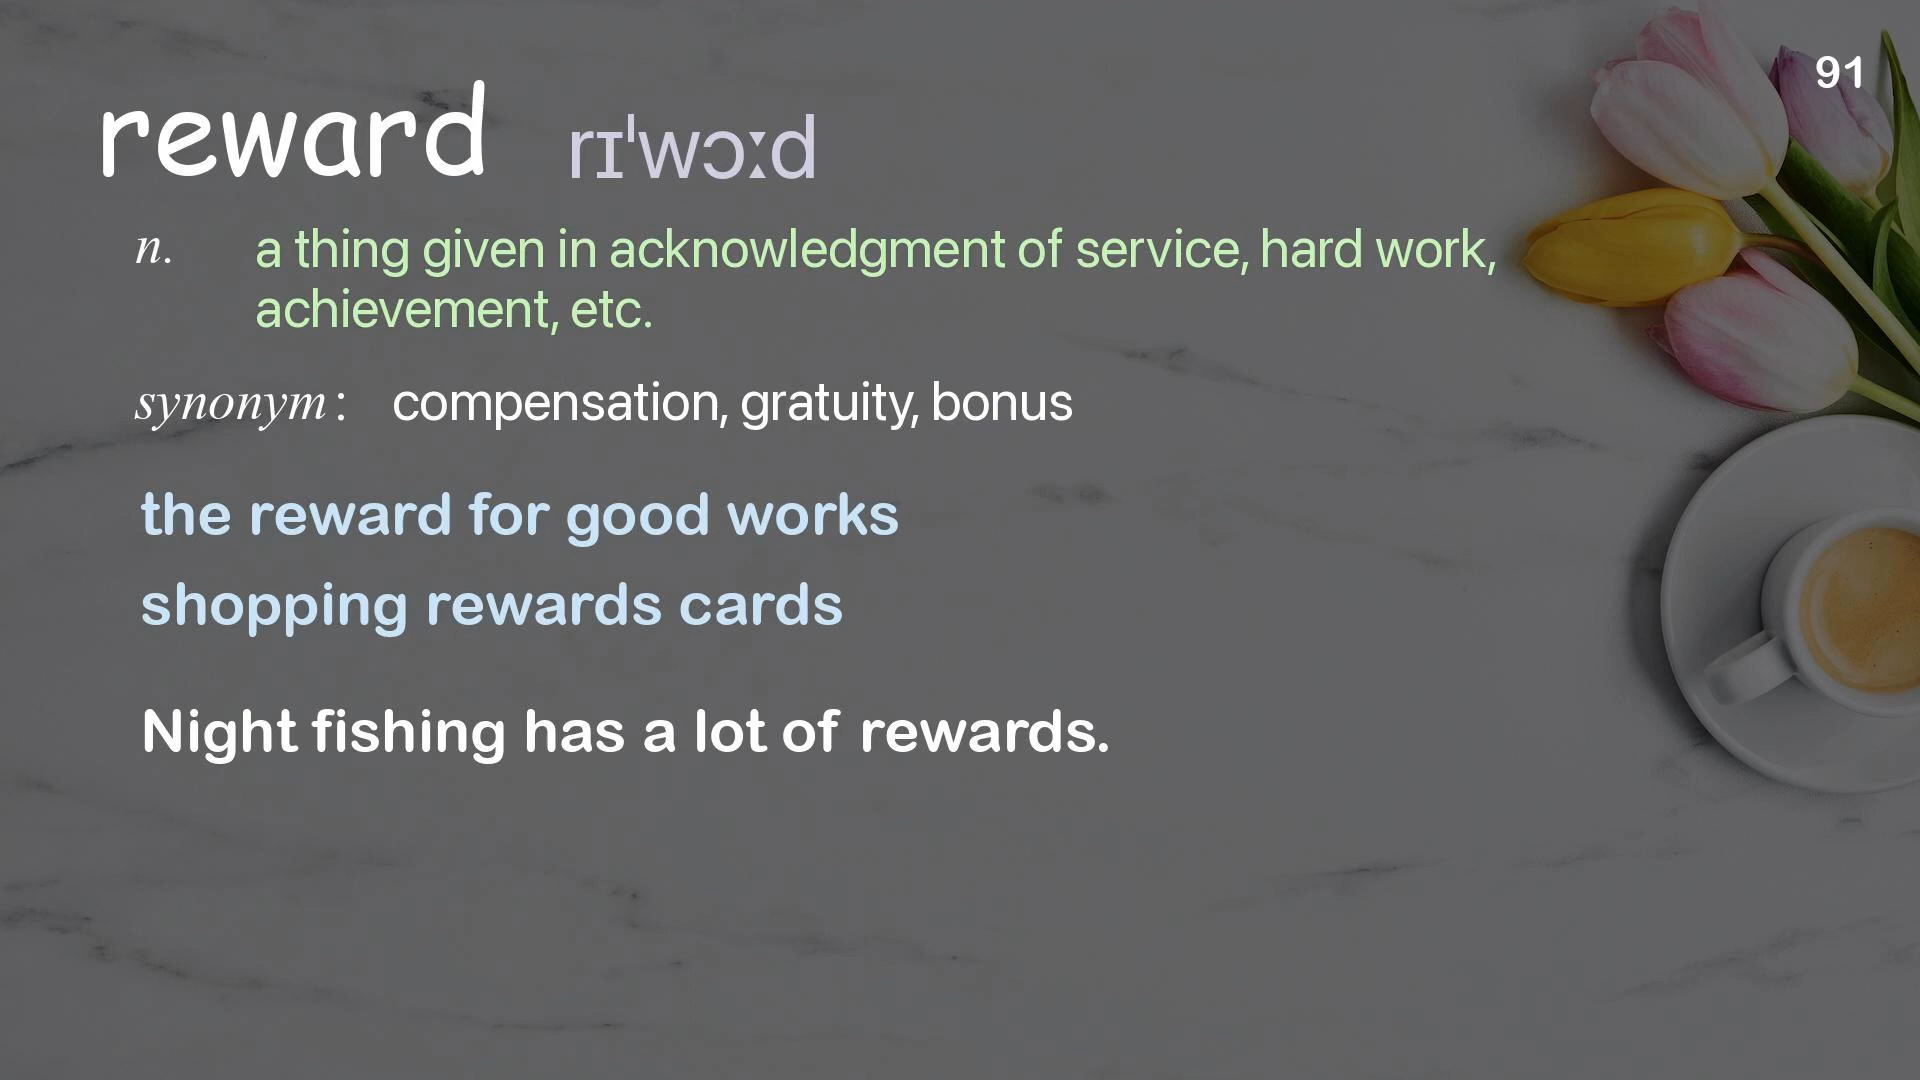 91
reward rɪˈwɔːd
n. a thing given in acknowledgment of service, hard work,
achievement, etc.
synonym: compensation, gratuity, bonus
the reward for good works
shopping rewards cards
Night fishing has a lot of rewards.